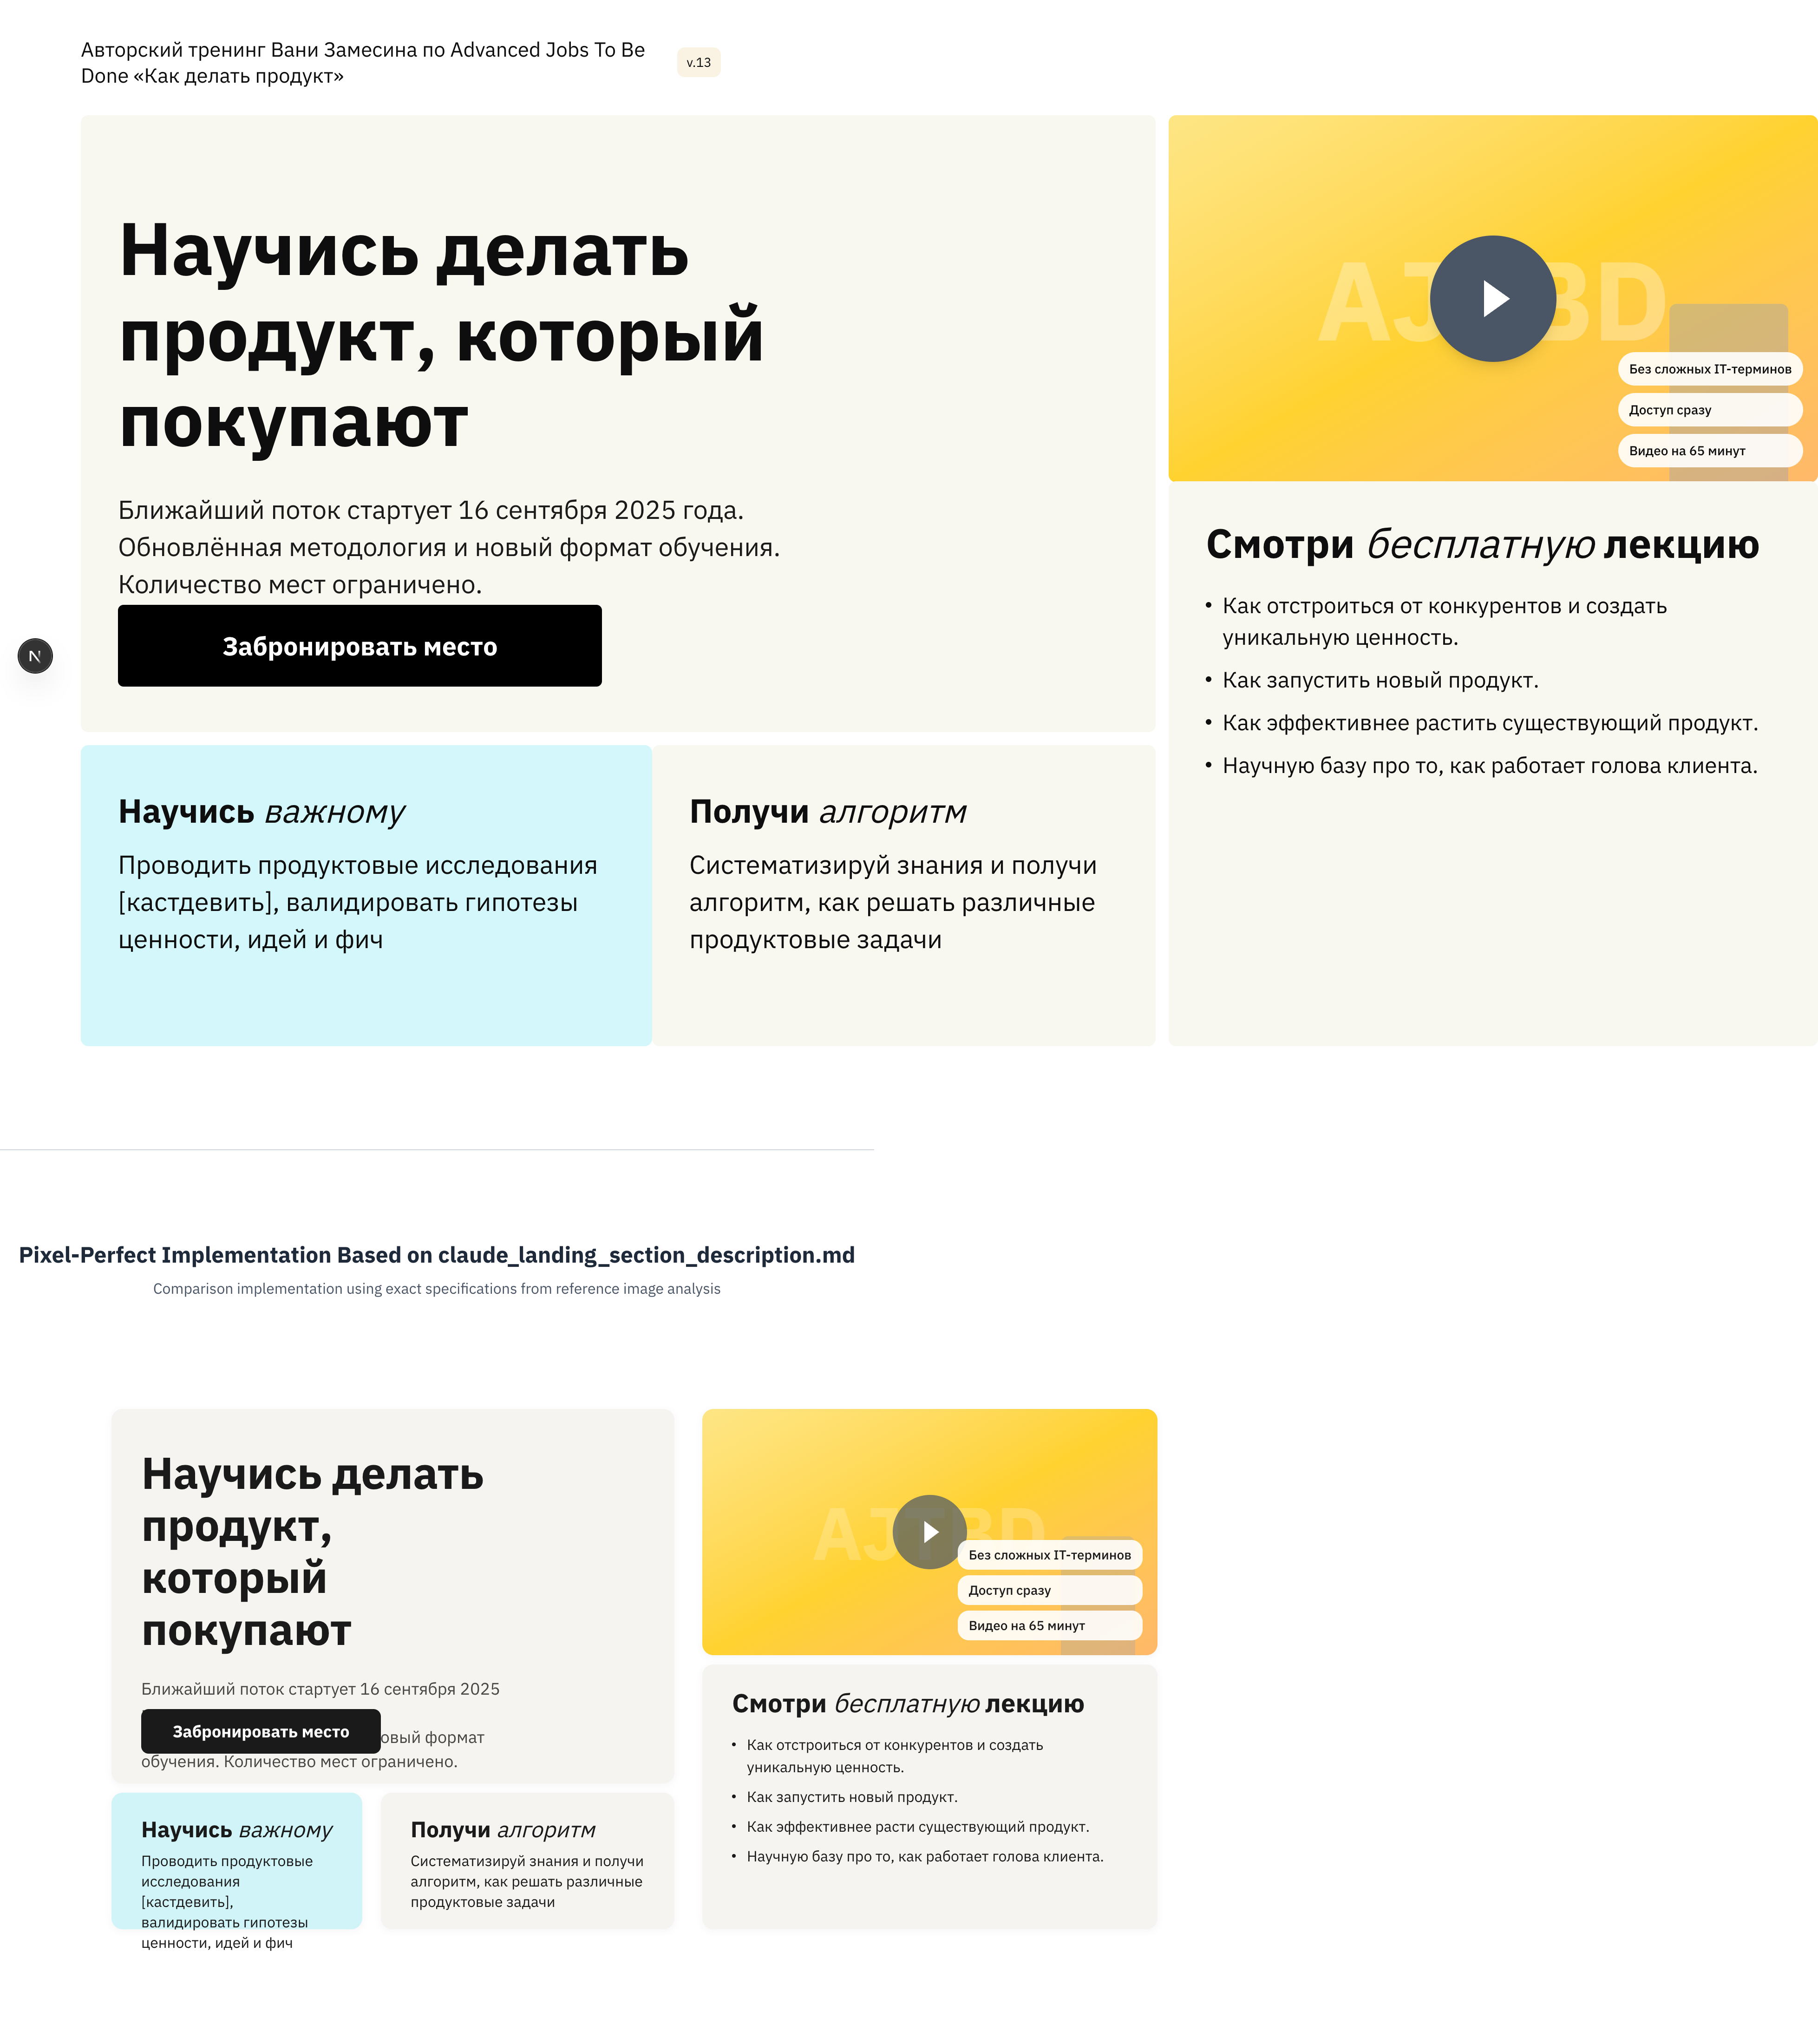 Авторский тренинг Вани Замесина по Advanced Jobs To Be
Done «Как делать продукт»
v.13
Научись делать
продукт, который
покупают
Ближайший поток стартует 16 сентября 2025 года.
Обновлённая методология и новый формат обучения.
Количество мест ограничено.
Забронировать место
N
Научись важному
Проводить продуктовые исследования
[кастдевить], валидировать гипотезы
ценности, идей и фич
Получи алгоритм
Систематизируй знания и получи
алгоритм, как решать различные
продуктовые задачи
AJ BD
Без сложных IT-терминов
Доступ сразу
Видео на 65 минут
Смотри бесплатную лекцию
• Как отстроиться от конкурентов и создать
уникальную ценность.
• Как запустить новый продукт.
• Как эффективнее растить существующий продукт.
• Научную базу про то, как работает голова клиента.
Pixel-Perfect Implementation Based on claude_landing_section_description.md
Comparison implementation using exact specifications from reference image analysis
Научись делать
продукт,
который
покупают
Ближайший поток стартует 16 сентября 2025
Забронировать место
овый формат
обучения. Количество мест ограничено.
Научись важному
Проводить продуктовые
исследования
[кастдевить],
валидировать гипотезы
ценности, идей и фич
Получи алгоритм
Систематизируй знания и получи
алгоритм, как решать различные
продуктовые задачи
AJTBD
Без сложных IT-терминов
Доступ сразу
Видео на 65 минут
Смотри бесплатную лекцию
• Как отстроиться от конкурентов и создать
уникальную ценность.
• Как запустить новый продукт.
• Как эффективнее расти существующий продукт.
• Научную базу про то, как работает голова клиента.